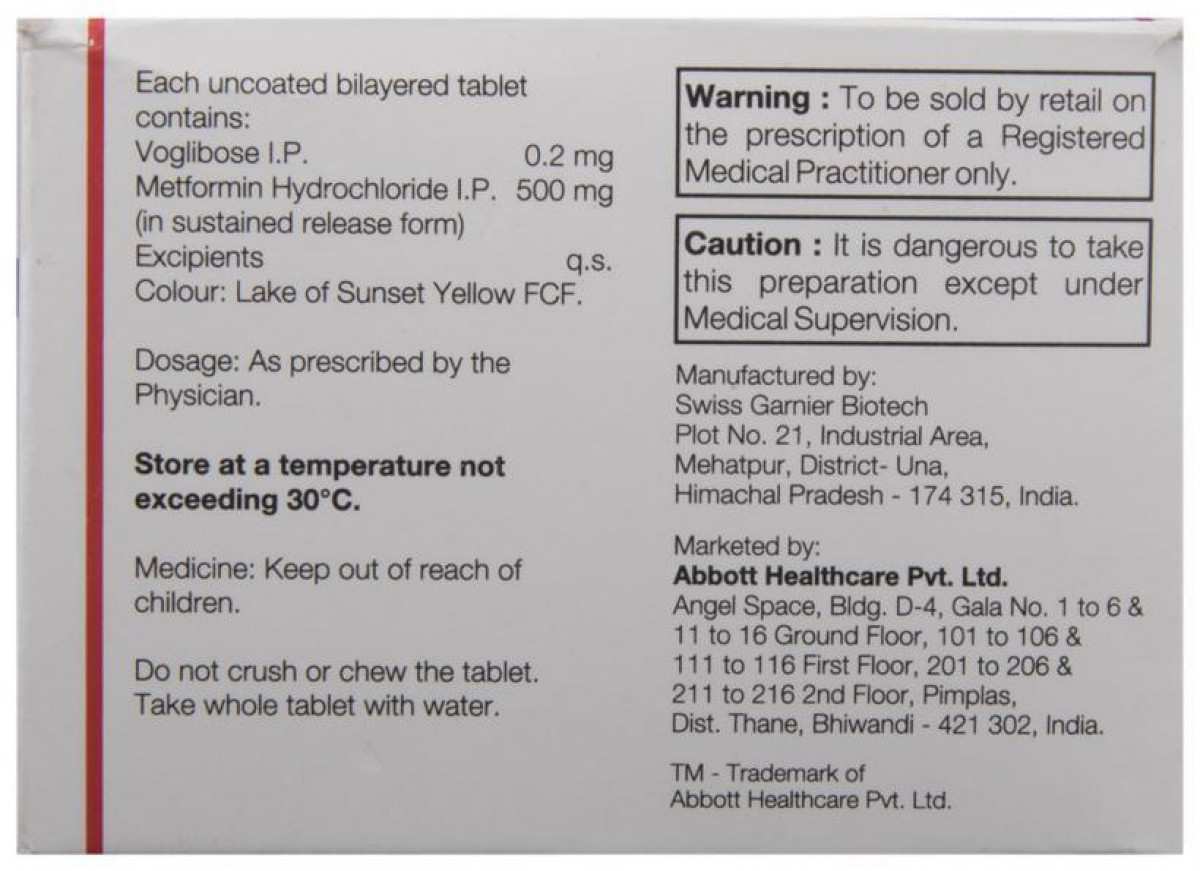 Each uncoated bilayered tablet
contains:
Voglibose I.P. 0.2 mg
Metformin Hydrochloride I.P. 500 mg
(in sustained release form)
Excipients q.s.
Colour: Lake of Sunset Yellow FCF.
Dosage: As prescribed by the
Physician.
Store at a temperature not
exceeding 30°C.
Medicine: Keep out of reach of
children.
Do not crush or chew the tablet.
Take whole tablet with water.
Warning : To be sold by retail on
the prescription of a Registered
Medical Practitioner only.
Caution : It is dangerous to take
this preparation except under
Medical Supervision.
Manufactured by:
Swiss Garnier Biotech
Plot No. 21, Industrial Area,
Mehatpur, District- Una,
Himachal Pradesh - 174 315, India.
Marketed by:
Abbott Healthcare Pvt. Ltd.
Angel Space, Bldg. D-4, Gala No. 1 to 6 &
11 to 16 Ground Floor, 101 to 106 &
111 to 116 First Floor, 201 to 206 &
211 to 216 2nd Floor, Pimplas,
Dist. Thane, Bhiwandi - 421 302, India.
TM - Trademark of
Abbott Healthcare Pvt. Ltd.